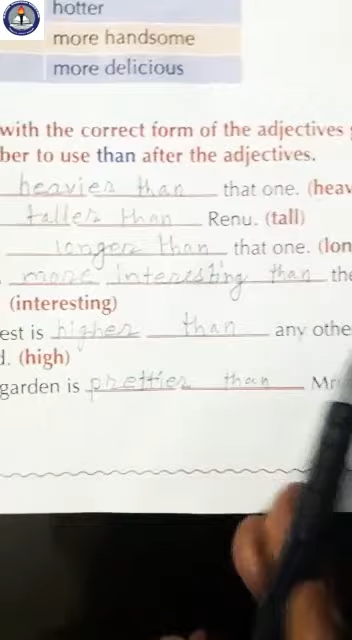 hotter
more handsome
more delicious
with the correct form of the adjectives
ber to use than after the adjectives.
heavier than that one. (heav
taller than Renu. (tall)
longer than that one. (lon
more interesting than the
(interesting)
est is higher than any othe
d. (high)
garden is prettier than Mr